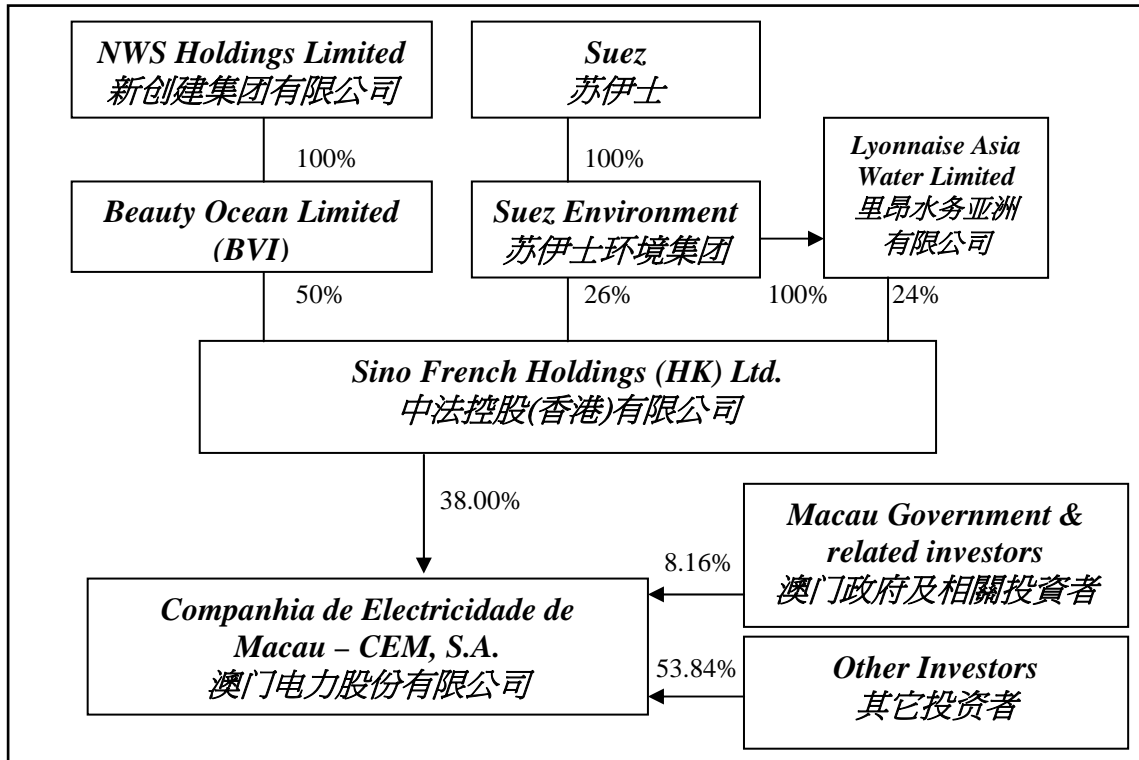 NWS Holdings Limited
新创建集团有限公司
Suez
苏伊士
100%
100%
Lyonnaise Asia
Water Limited
里昂水务亚洲
有限公司
Beauty Ocean Limited
(BVI)
Suez Environment
苏伊士环境集团
50%
26%
100%
24%
Sino French Holdings (HK) Ltd.
中法控股(香港)有限公司
38.00%
Macau Government &
related investors
澳门政府及相關投資者
8.16%
Companhia de Electricidade de
Macau – CEM, S.A.
澳门电力股份有限公司
53.84%
Other Investors
其它投资者